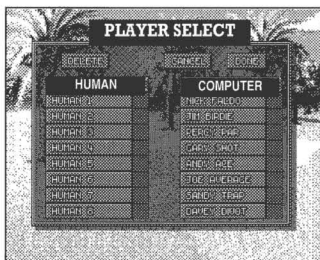 PLAYER SELECT
DELETE CANCEL DONE
HUMAN COMPUTER
HUMAN 1 NICK FALDO
HUMAN 2 JIM BIRDIE
HUMAN 3 PERCY PAR
HUMAN 4 GARY SHOT
HUMAN 5 ANDY ACE
HUMAN 6 JOE AVERAGE
HUMAN 7 SANDY TRAP
HUMAN 8 DAVEY DIVOT